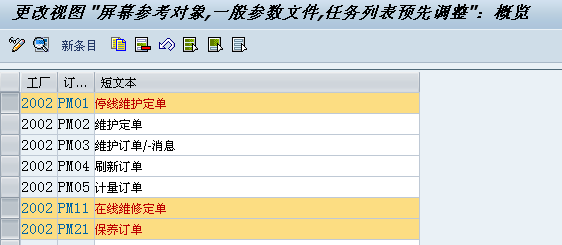 更改视图 "屏幕参考对象,一般参数文件,任务列表预先调整": 概览
新条目
工厂 订... 短文本
2002 PM01 停线维护定单
2002 PM02 维护定单
2002 PM03 维护订单/-消息
2002 PM04 刷新订单
2002 PM05 计量订单
2002 PM11 在线维修定单
2002 PM21 保养订单